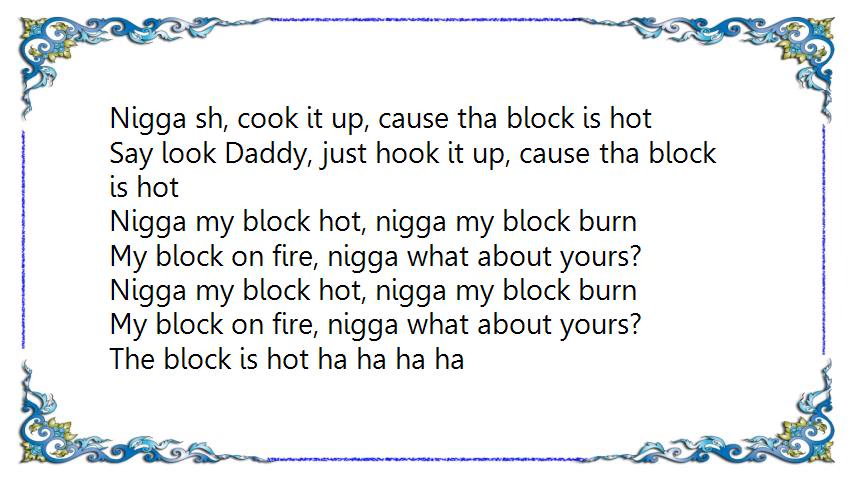 Nigga sh, cook it up, cause tha block is hot
Say look Daddy, just hook it up, cause tha block
is hot
Nigga my block hot, nigga my block burn
My block on fire, nigga what about yours?
Nigga my block hot, nigga my block burn
My block on fire, nigga what about yours?
The block is hot ha ha ha ha